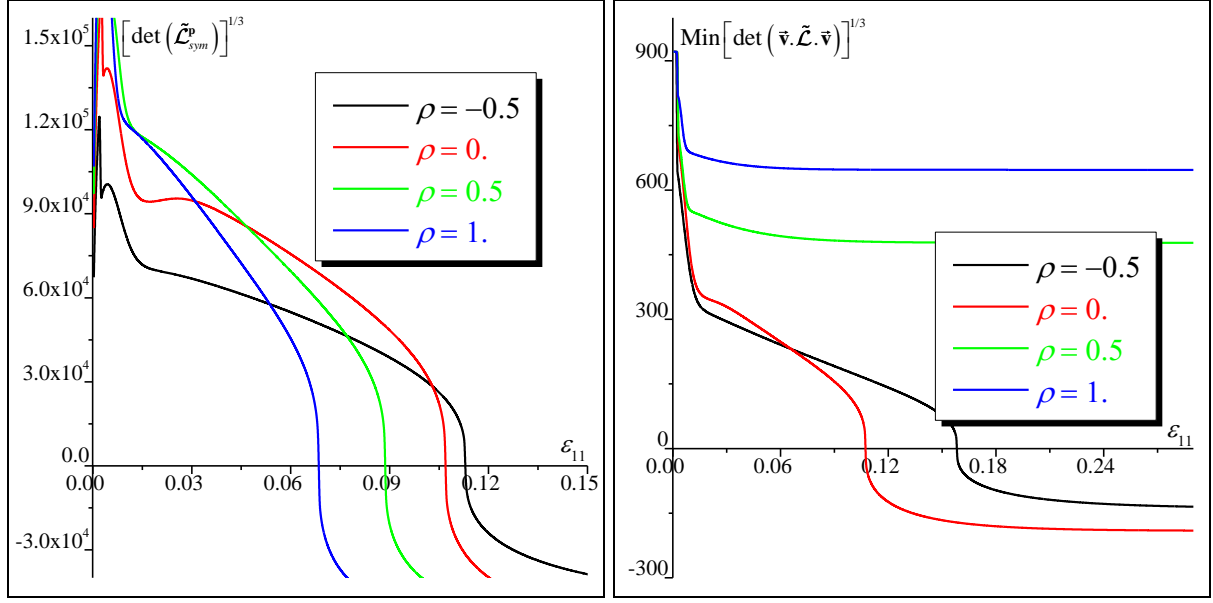 [det(𝓛̃ᵖ_sym)]^1/3
1.5x10⁵
1.2x10⁵
9.0x10⁴
6.0x10⁴
3.0x10⁴
0.0
-3.0x10⁴
ρ = −0.5
ρ = 0.
ρ = 0.5
ρ = 1.
ε₁₁
0.00 0.03 0.06 0.09 0.12 0.15
Min[det(v⃗.𝓛̃.v⃗)]^1/3
900
600
300
0
-300
ρ = −0.5
ρ = 0.
ρ = 0.5
ρ = 1.
ε₁₁
0.00 0.06 0.12 0.18 0.24